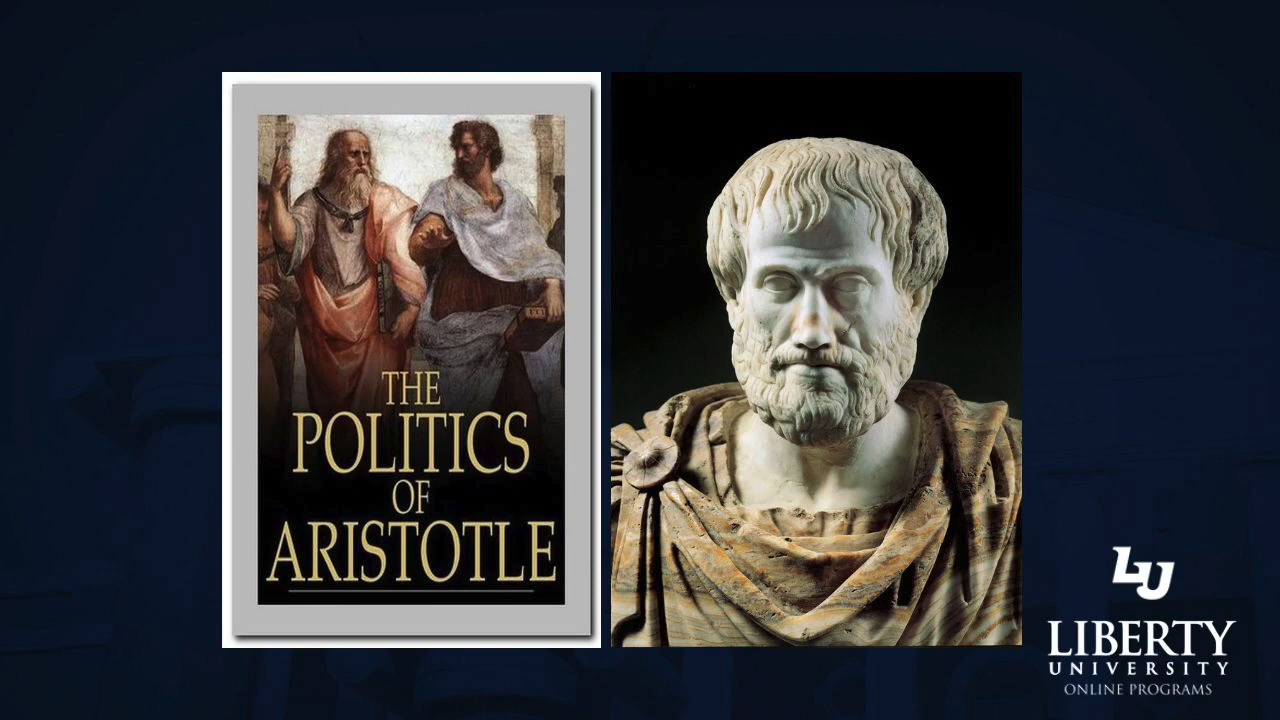 THE
POLITICS
OF
ARISTOTLE
LU
LIBERTY
UNIVERSITY
ONLINE PROGRAMS